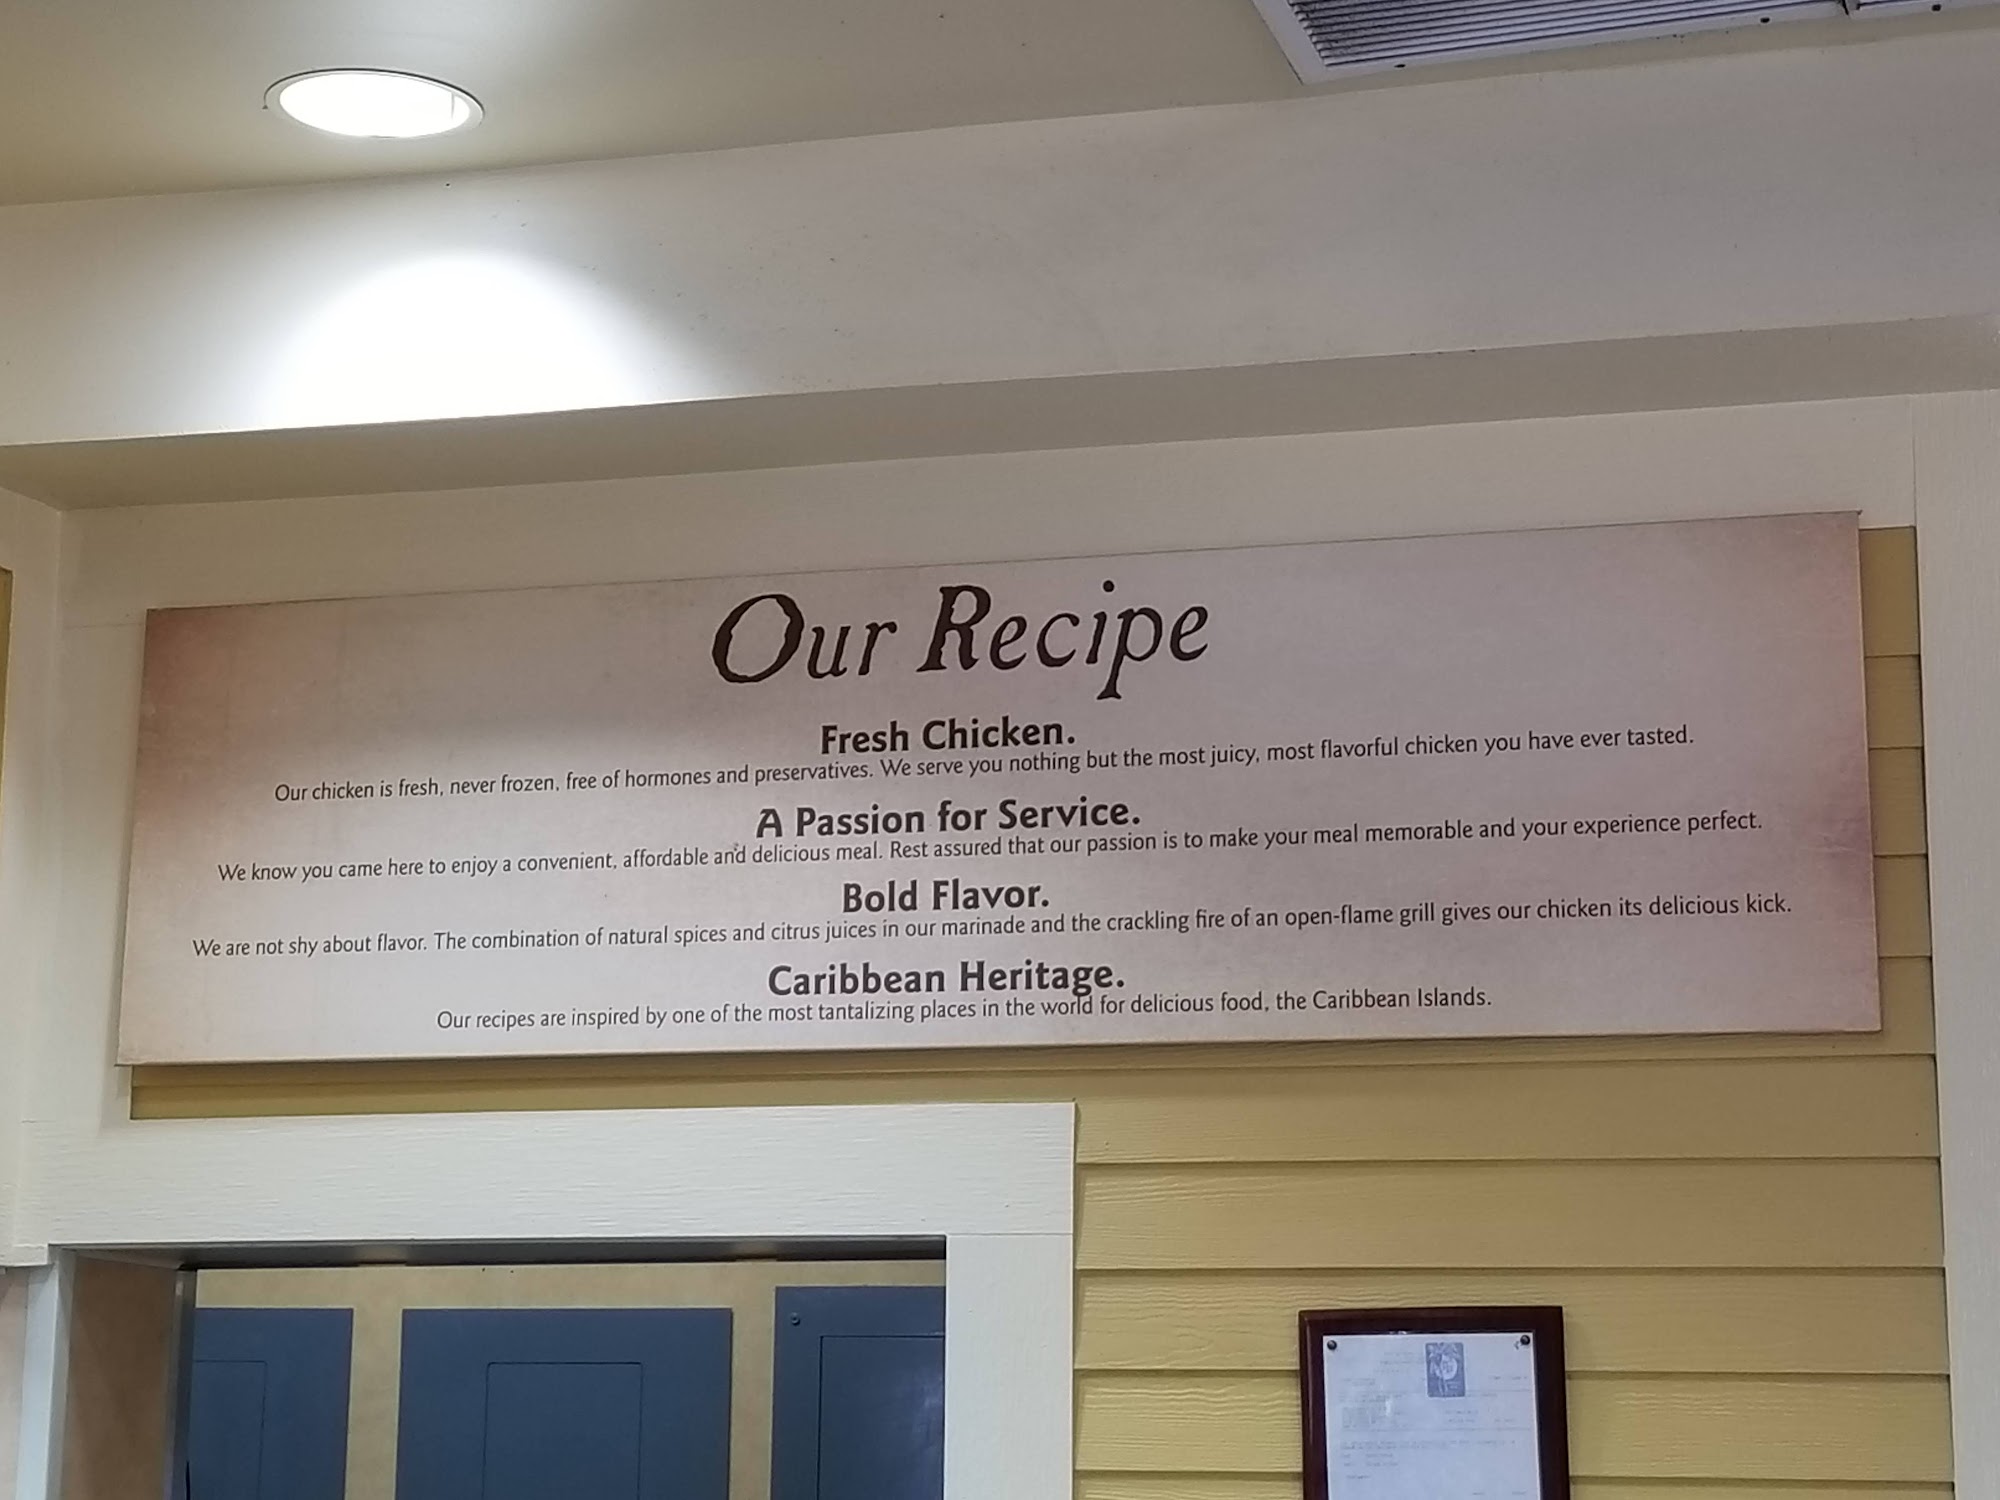 Our Recipe
Fresh Chicken.
Our chicken is fresh, never frozen, free of hormones and preservatives. We serve you nothing but the most juicy, most flavorful chicken you have ever tasted.
A Passion for Service.
We know you came here to enjoy a convenient, affordable and delicious meal. Rest assured that our passion is to make your meal memorable and your experience perfect.
Bold Flavor.
We are not shy about flavor. The combination of natural spices and citrus juices in our marinade and the crackling fire of an open-flame grill gives our chicken its delicious kick.
Caribbean Heritage.
Our recipes are inspired by one of the most tantalizing places in the world for delicious food, the Caribbean Islands.